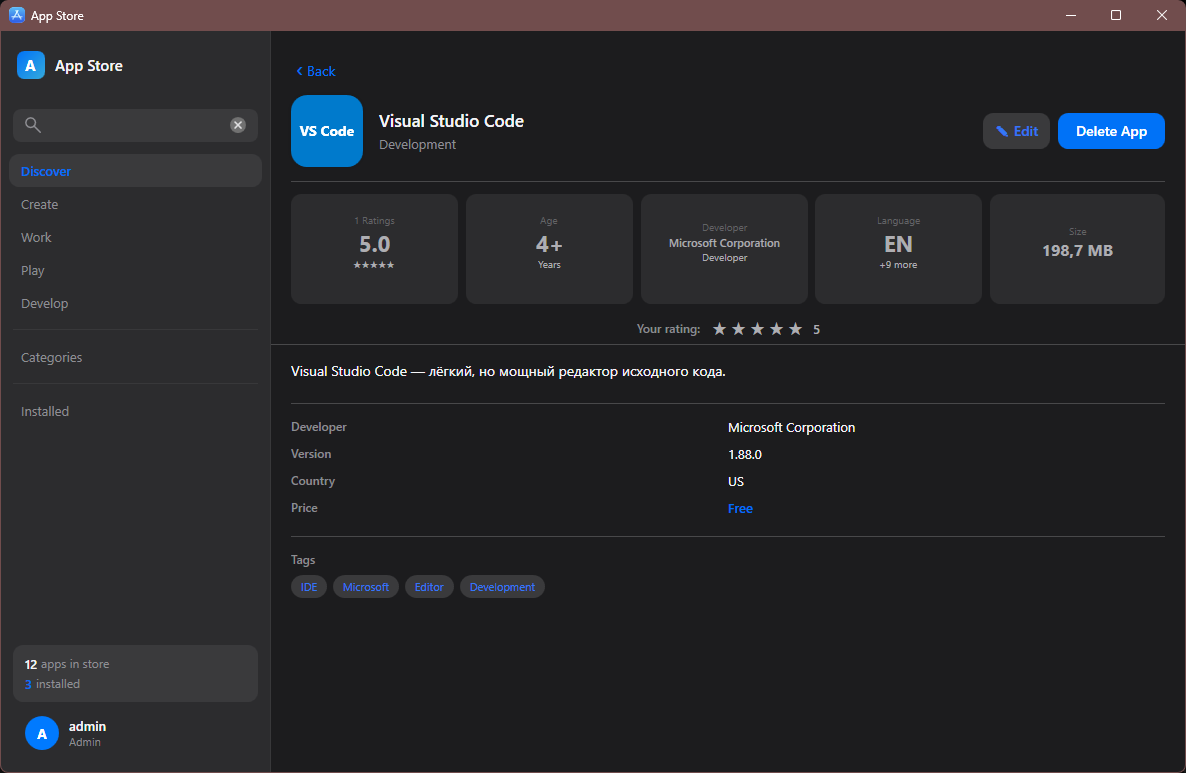 App Store
A App Store
Discover
Create
Work
Play
Develop
Categories
Installed
12 apps in store
3 installed
A
admin
Admin
‹ Back
VS Code
Visual Studio Code
Development
Edit
Delete App
1 Ratings
5.0
★★★★★
Age
4+
Years
Developer
Microsoft Corporation
Developer
Language
EN
+9 more
Size
198,7 MB
Your rating: ★ ★ ★ ★ ★ 5
Visual Studio Code — лёгкий, но мощный редактор исходного кода.
Developer Microsoft Corporation
Version 1.88.0
Country US
Price Free
Tags
IDE Microsoft Editor Development